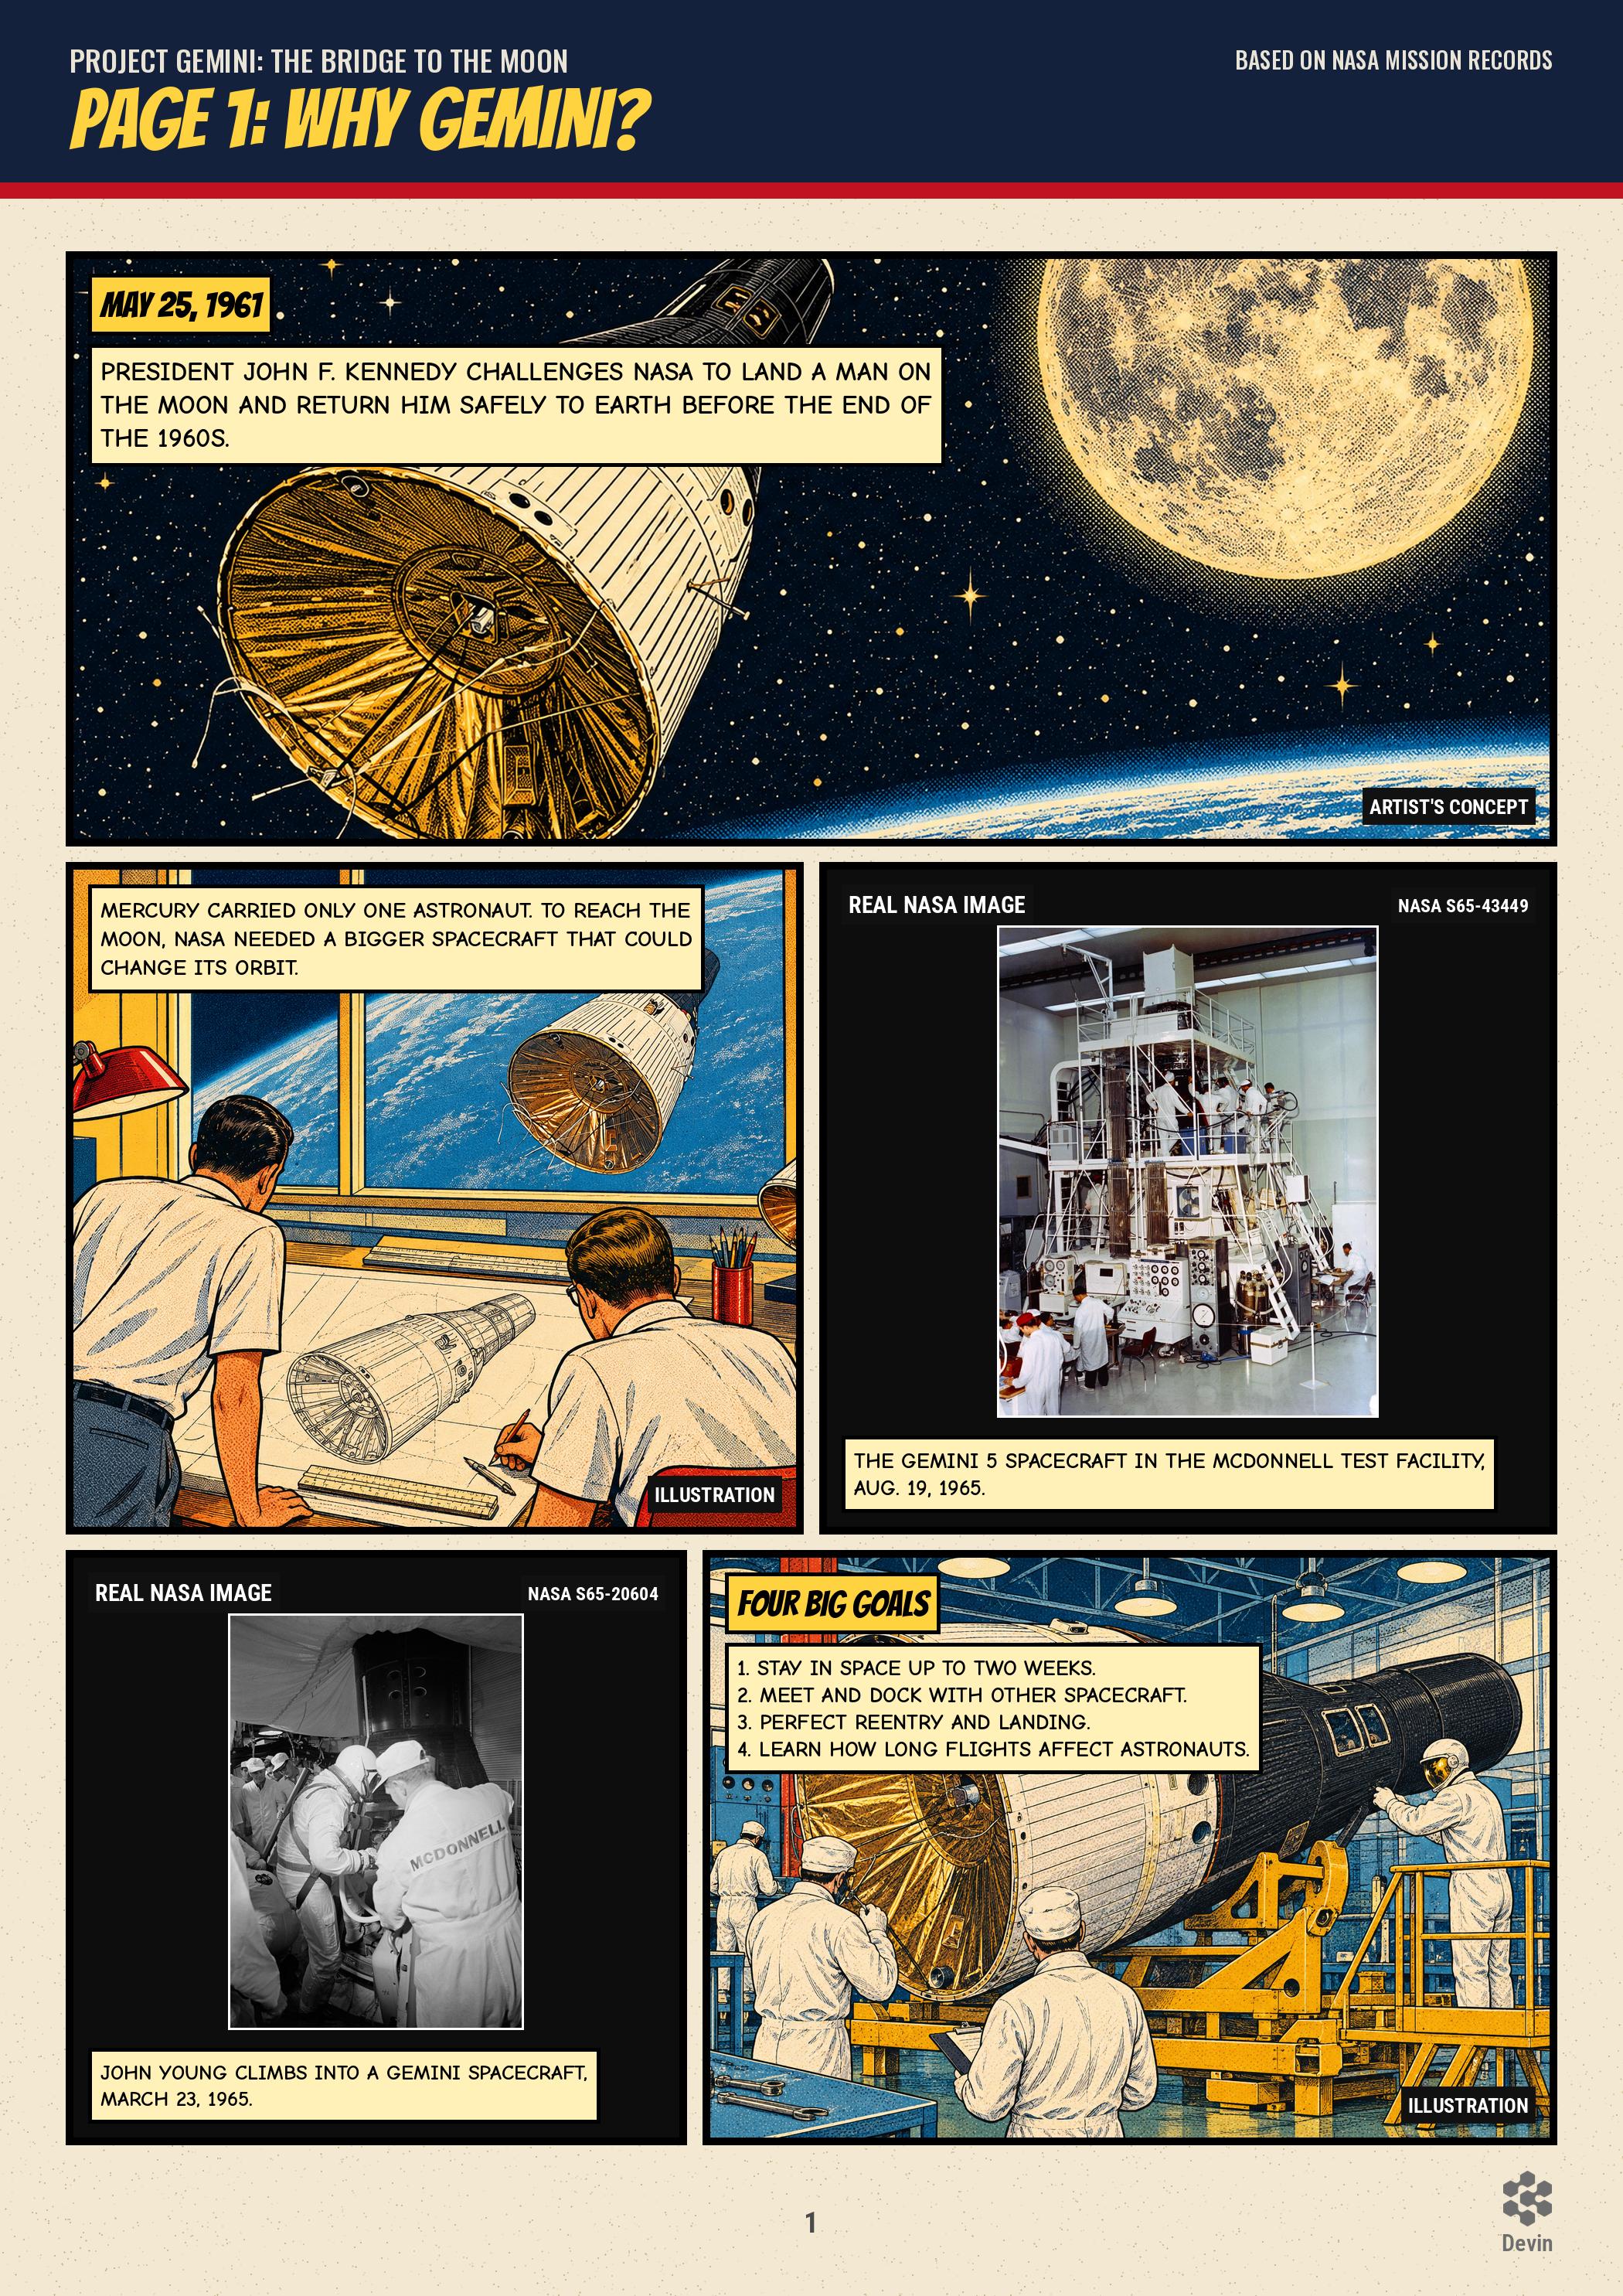 PROJECT GEMINI: THE BRIDGE TO THE MOON
BASED ON NASA MISSION RECORDS
PAGE 1: WHY GEMINI?
MAY 25, 1961
PRESIDENT JOHN F. KENNEDY CHALLENGES NASA TO LAND A MAN ON
THE MOON AND RETURN HIM SAFELY TO EARTH BEFORE THE END OF
THE 1960S.
ARTIST'S CONCEPT
MERCURY CARRIED ONLY ONE ASTRONAUT. TO REACH THE
MOON, NASA NEEDED A BIGGER SPACECRAFT THAT COULD
CHANGE ITS ORBIT.
ILLUSTRATION
REAL NASA IMAGE
NASA S65-43449
THE GEMINI 5 SPACECRAFT IN THE MCDONNELL TEST FACILITY,
AUG. 19, 1965.
REAL NASA IMAGE
NASA S65-20604
MCDONNELL
JOHN YOUNG CLIMBS INTO A GEMINI SPACECRAFT,
MARCH 23, 1965.
FOUR BIG GOALS
1. STAY IN SPACE UP TO TWO WEEKS.
2. MEET AND DOCK WITH OTHER SPACECRAFT.
3. PERFECT REENTRY AND LANDING.
4. LEARN HOW LONG FLIGHTS AFFECT ASTRONAUTS.
ILLUSTRATION
1
Devin